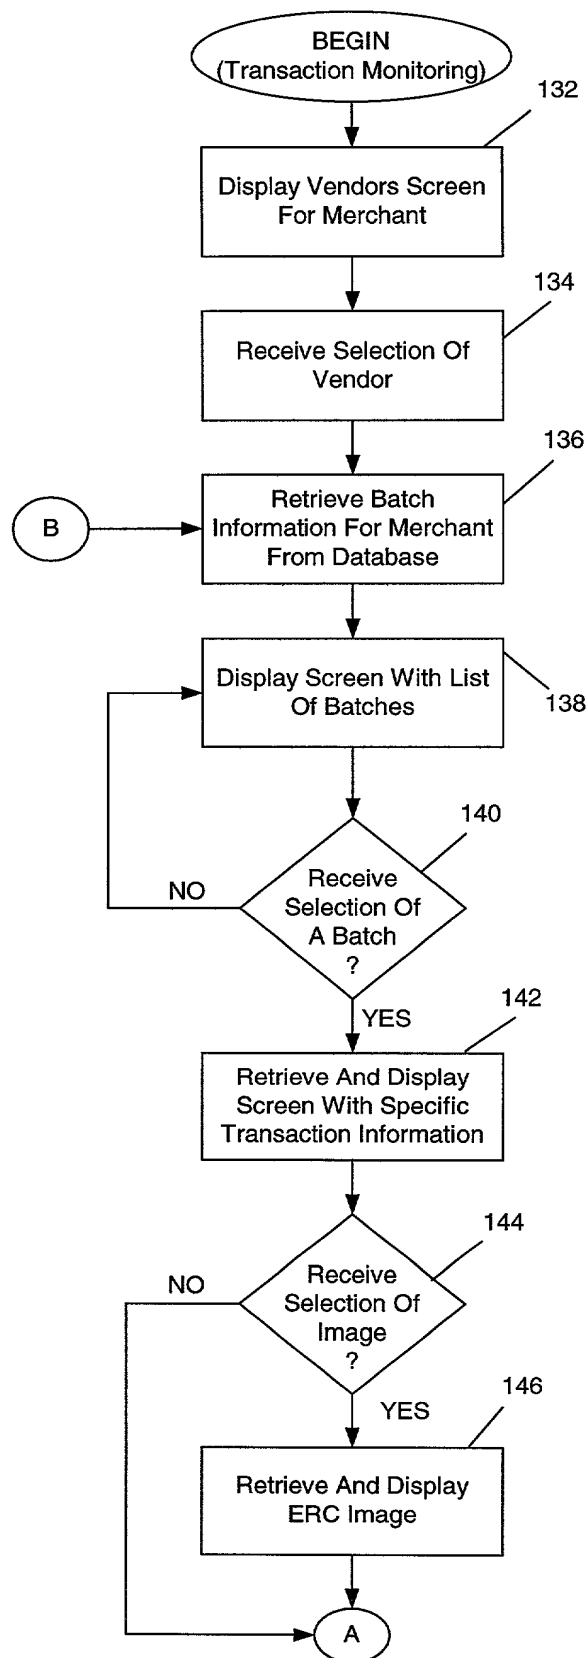 BEGIN
(Transaction Monitoring)
132
Display Vendors Screen
For Merchant
134
Receive Selection Of
Vendor
136
B
Retrieve Batch
Information For Merchant
From Database
Display Screen With List
Of Batches
138
140
NO
Receive
Selection Of
A Batch
?
YES
142
Retrieve And Display
Screen With Specific
Transaction Information
144
NO
Receive
Selection Of
Image
?
YES
146
Retrieve And Display
ERC Image
A